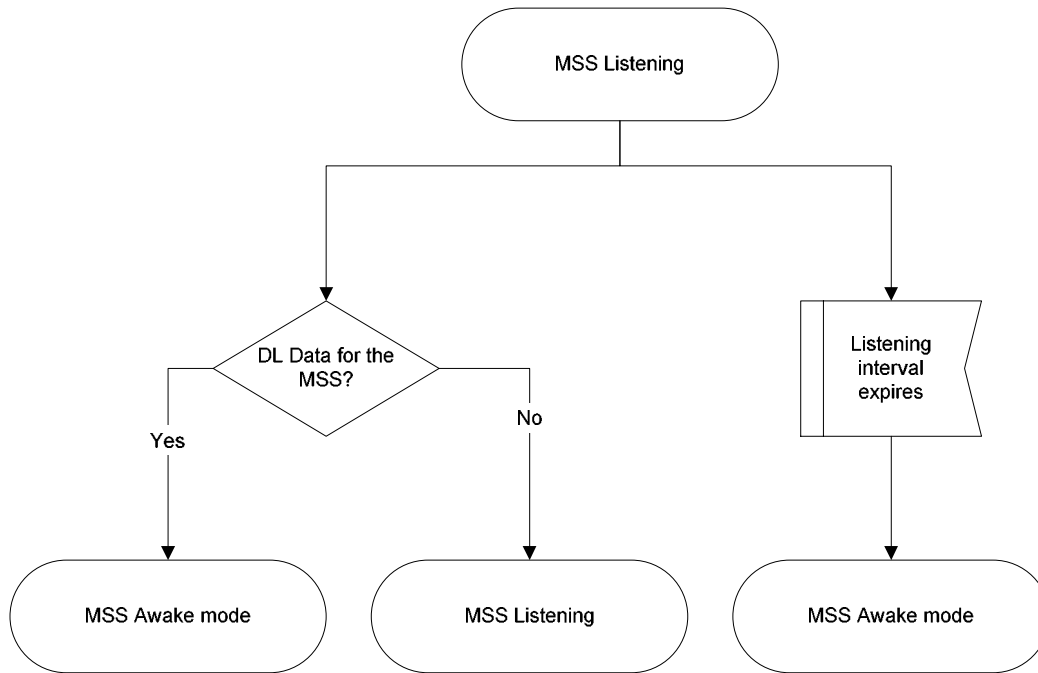 MSS Listening
DL Data for the
MSS?
Listening
interval
expires
Yes
No
MSS Awake mode
MSS Listening
MSS Awake mode